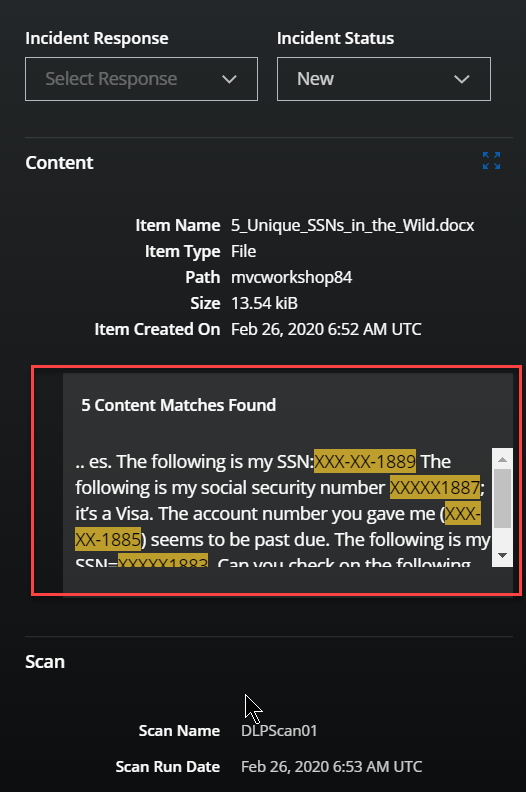 Incident Response Incident Status
Select Response New
Content
Item Name 5_Unique_SSNs_in_the_Wild.docx
Item Type File
Path mvcworkshop84
Size 13.54 kiB
Item Created On Feb 26, 2020 6:52 AM UTC
5 Content Matches Found
.. es. The following is my SSN:XXX-XX-1889 The
following is my social security number XXXXX1887;
it's a Visa. The account number you gave me (XXX-
XX-1885) seems to be past due. The following is my
SSN=XXXXX1883. Can you check on the following
Scan
Scan Name DLPScan01
Scan Run Date Feb 26, 2020 6:53 AM UTC